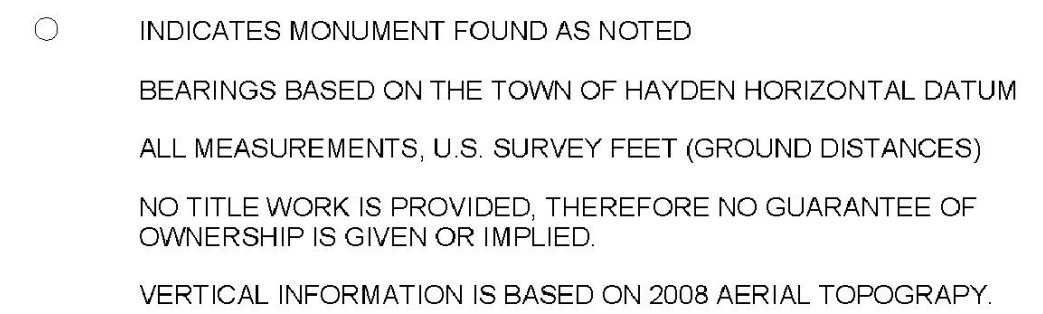 INDICATES MONUMENT FOUND AS NOTED
BEARINGS BASED ON THE TOWN OF HAYDEN HORIZONTAL DATUM
ALL MEASUREMENTS, U.S. SURVEY FEET (GROUND DISTANCES)
NO TITLE WORK IS PROVIDED, THEREFORE NO GUARANTEE OF
OWNERSHIP IS GIVEN OR IMPLIED.
VERTICAL INFORMATION IS BASED ON 2008 AERIAL TOPOGRAPY.